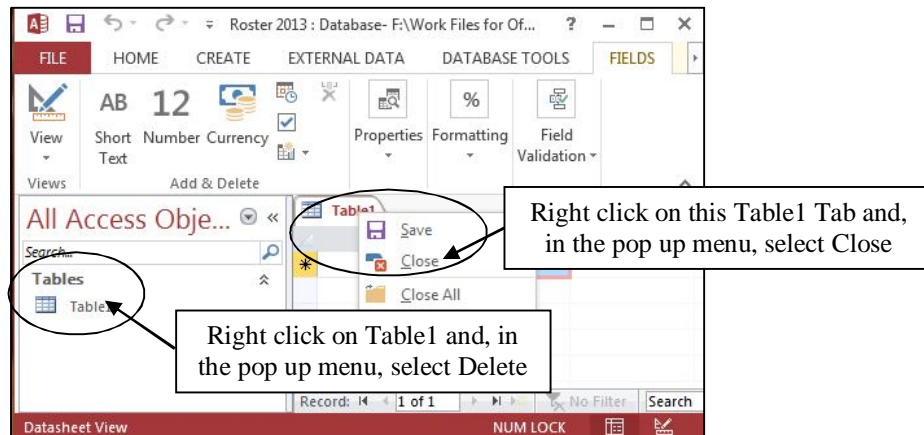 Roster 2013 : Database- F:\Work Files for Of... ?
FILE HOME CREATE EXTERNAL DATA DATABASE TOOLS FIELDS
AB 12 %
View Short Text Number Currency Properties Formatting Field Validation
Views Add & Delete
All Access Obje... «
Search...
Tables
Table1
Table1
Save
Close
Close All
Right click on this Table1 Tab and,
in the pop up menu, select Close
Right click on Table1 and, in
the pop up menu, select Delete
Record: 1 of 1 No Filter Search
Datasheet View NUM LOCK